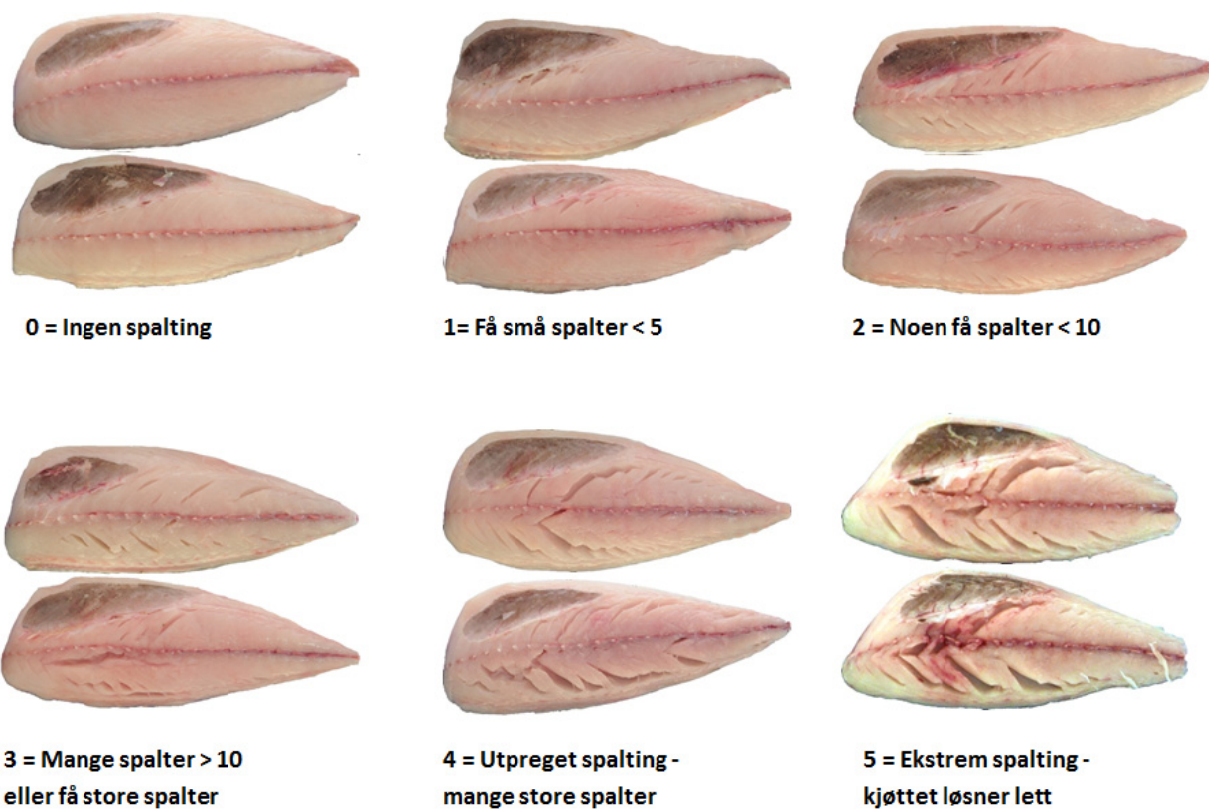 0 = Ingen spalting
1= Få små spalter < 5
2 = Noen få spalter < 10
3 = Mange spalter > 10
eller få store spalter
4 = Utpreget spalting -
mange store spalter
5 = Ekstrem spalting -
kjøttet løsner lett